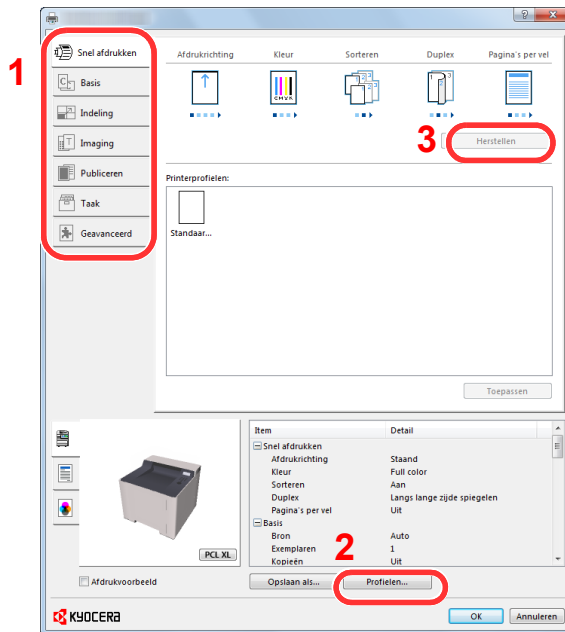 1
Snel afdrukken
Basis
Indeling
Imaging
Publiceren
Taak
Geavanceerd
Afdrukrichting Kleur Sorteren Duplex Pagina's per vel
CMYK
3
Herstellen
Printerprofielen:
Standaar...
Toepassen
Item Detail
Snel afdrukken
Afdrukrichting Staand
Kleur Full color
Sorteren Aan
Duplex Langs lange zijde spiegelen
Pagina's per vel Uit
Basis
Bron Auto
Exemplaren 1
Kopieën Uit
PCL XL
2
Afdrukvoorbeeld
Opslaan als... Profielen...
KYOCERA
OK Annuleren